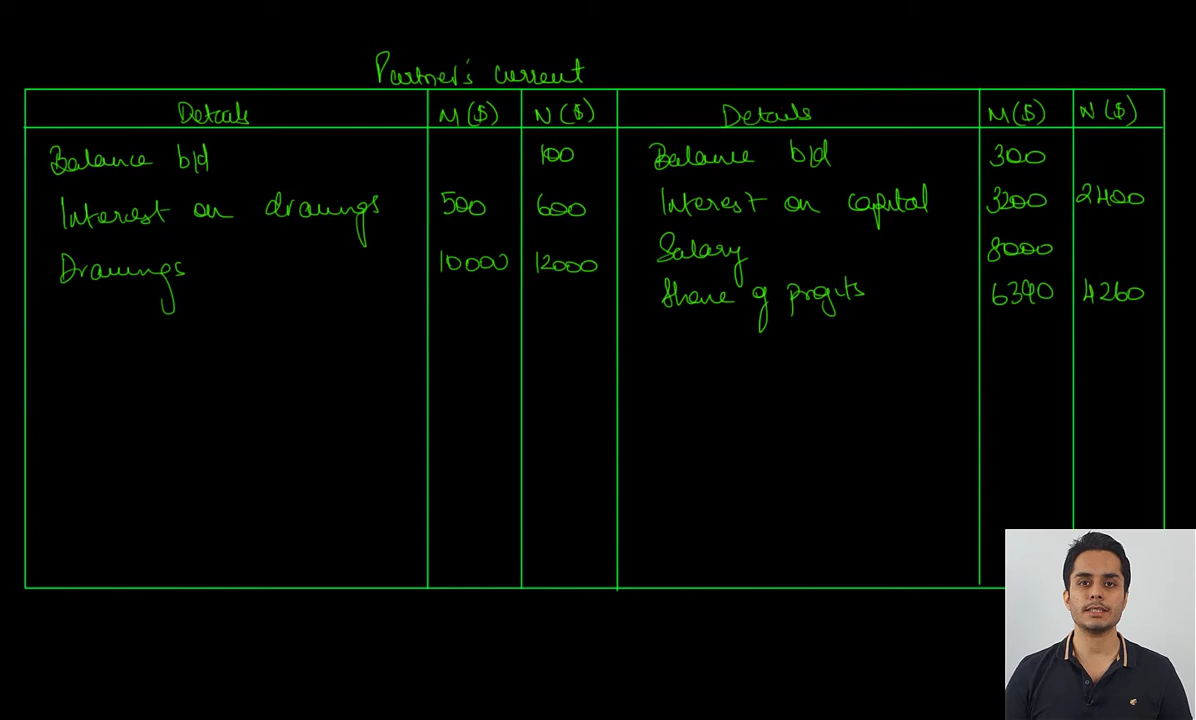 Partner's current
Details M($) N($) Details M($) N($)
Balance b/d 100 Balance b/d 300
Interest on drawings 500 600 Interest on capital 3200 2400
Drawings 10000 12000 Salary 8000
Share of profits 6390 4260